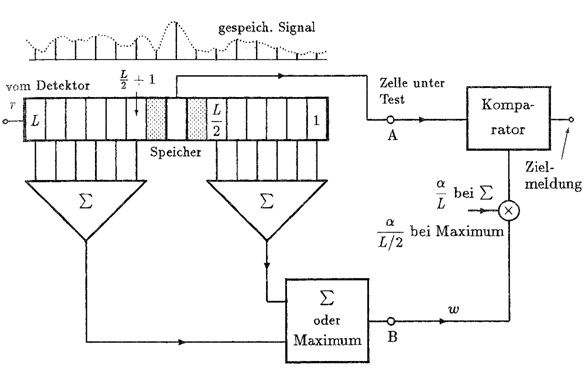 gespeich. Signal
vom Detektor
L/2 + 1
r
L
L/2
1
Speicher
Zelle unter
Test
A
Kompa-
rator
Ziel-
meldung
Σ
Σ
α/L bei Σ
×
α/(L/2) bei Maximum
Σ
oder
Maximum
B
w